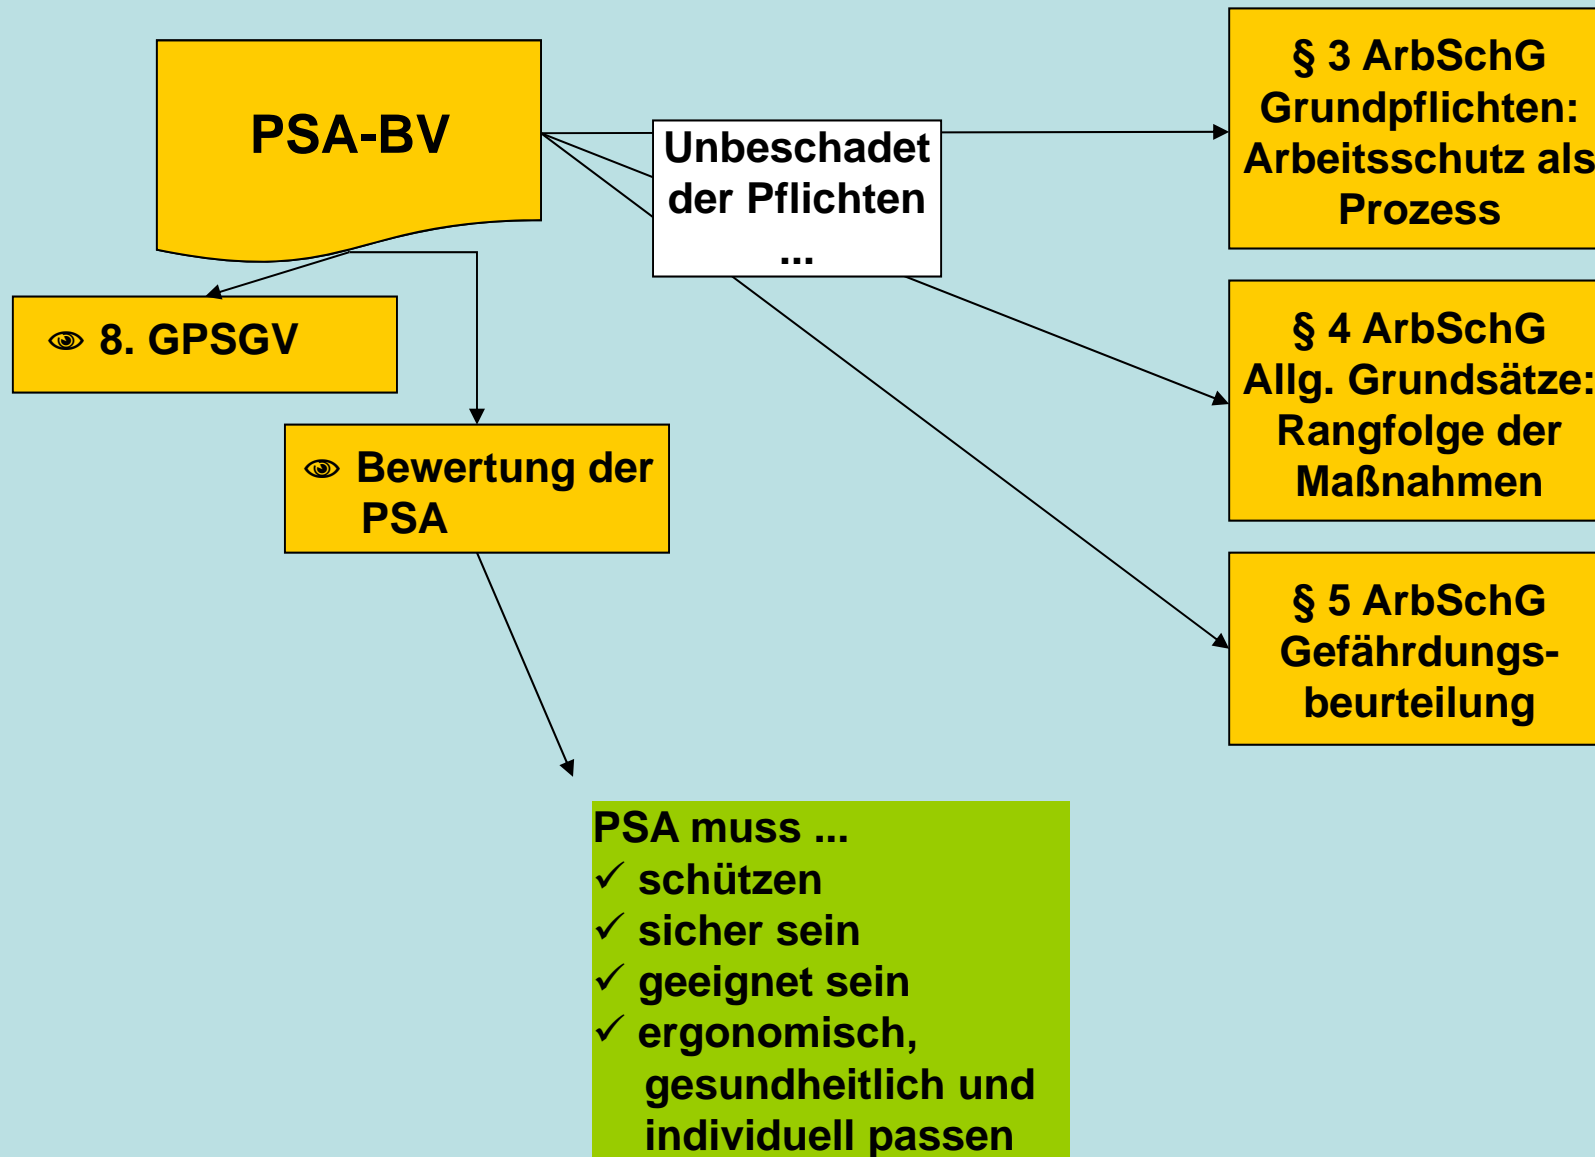 PSA-BV
Unbeschadet
der Pflichten
...
§ 3 ArbSchG
Grundpflichten:
Arbeitsschutz als
Prozess
8. GPSGV
§ 4 ArbSchG
Allg. Grundsätze:
Rangfolge der
Maßnahmen
Bewertung der
PSA
§ 5 ArbSchG
Gefährdungs-
beurteilung
PSA muss ...
✓ schützen
✓ sicher sein
✓ geeignet sein
✓ ergonomisch,
gesundheitlich und
individuell passen